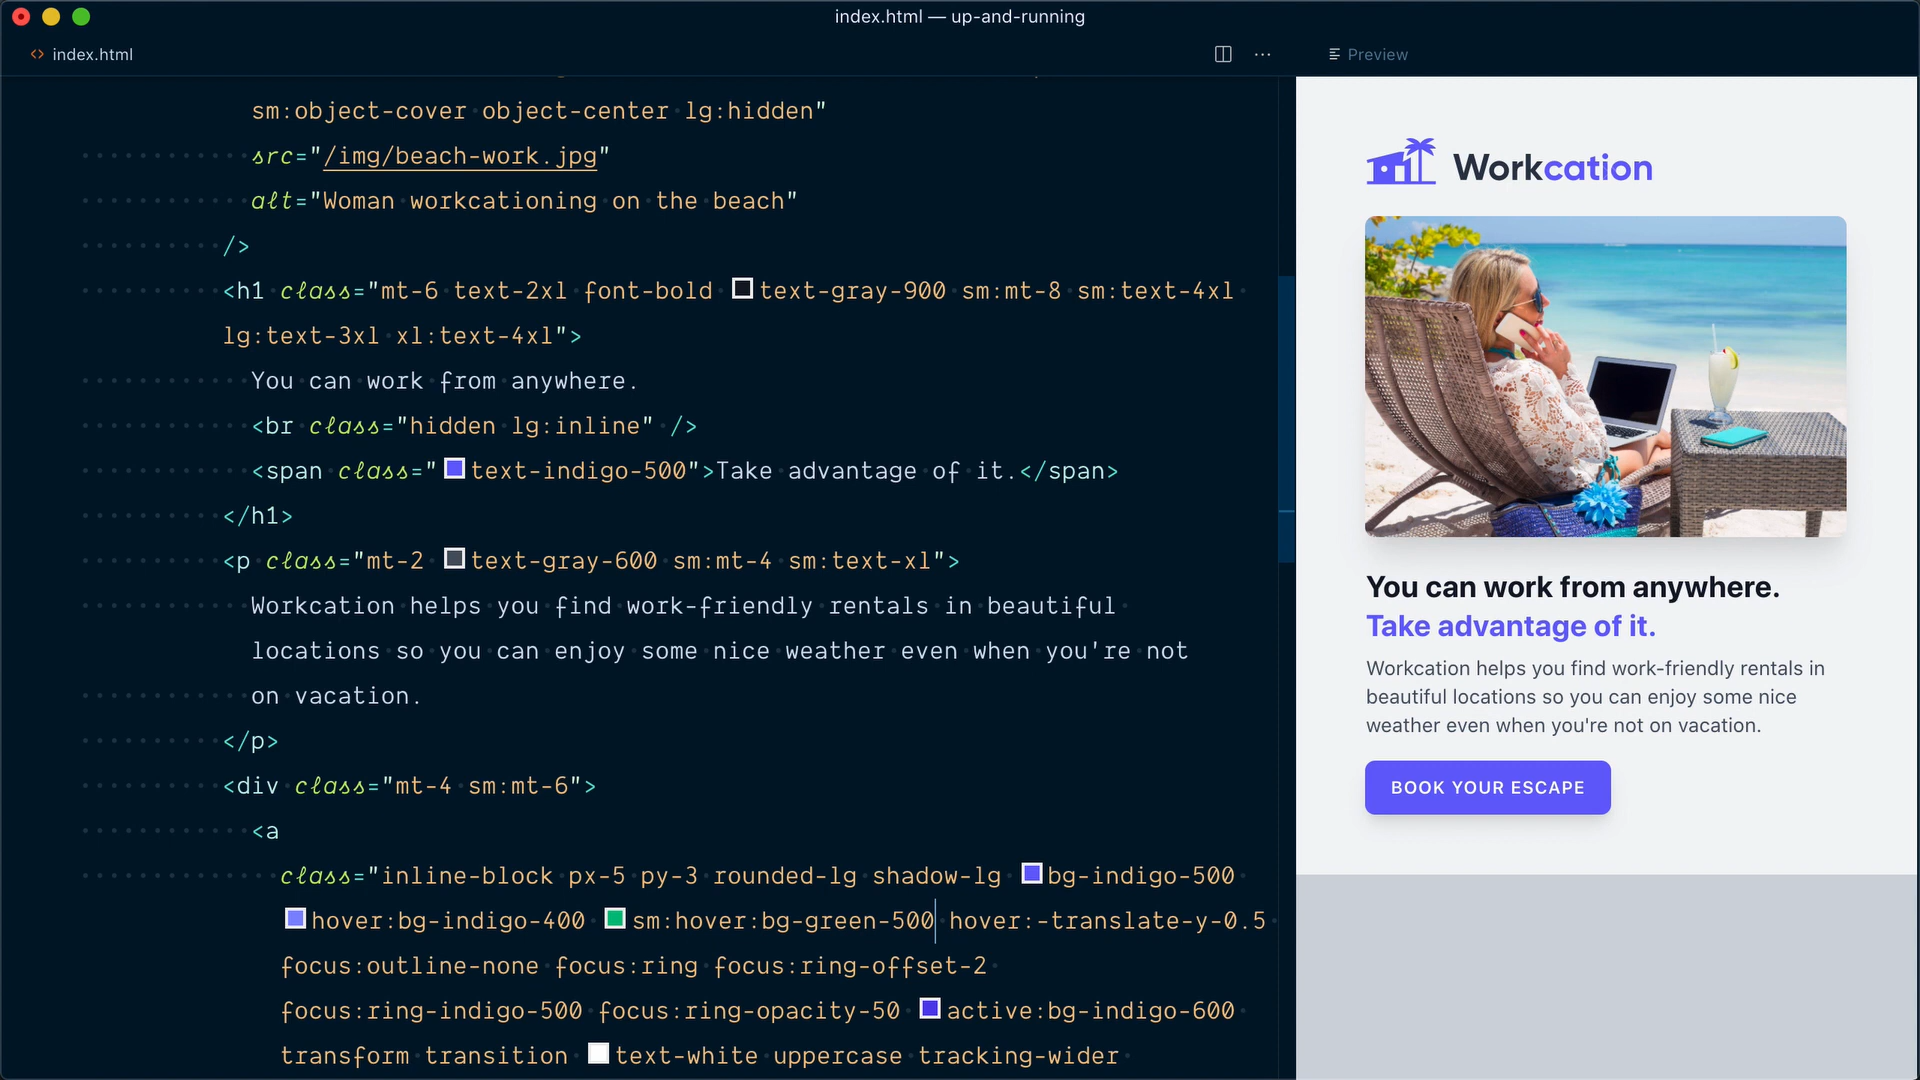 index.html — up-and-running
index.html
Preview
sm:object-cover object-center lg:hidden"
src="/img/beach-work.jpg"
alt="Woman workcationing on the beach"
/>
<h1 class="mt-6 text-2xl font-bold text-gray-900 sm:mt-8 sm:text-4xl
lg:text-3xl xl:text-4xl">
You can work from anywhere.
<br class="hidden lg:inline" />
<span class="text-indigo-500">Take advantage of it.</span>
</h1>
<p class="mt-2 text-gray-600 sm:mt-4 sm:text-xl">
Workcation helps you find work-friendly rentals in beautiful
locations so you can enjoy some nice weather even when you're not
on vacation.
</p>
<div class="mt-4 sm:mt-6">
<a
class="inline-block px-5 py-3 rounded-lg shadow-lg bg-indigo-500
hover:bg-indigo-400 sm:hover:bg-green-500 hover:-translate-y-0.5
focus:outline-none focus:ring focus:ring-offset-2
focus:ring-indigo-500 focus:ring-opacity-50 active:bg-indigo-600
transform transition text-white uppercase tracking-wider
Workcation
You can work from anywhere.
Take advantage of it.
Workcation helps you find work-friendly rentals in
beautiful locations so you can enjoy some nice
weather even when you're not on vacation.
BOOK YOUR ESCAPE